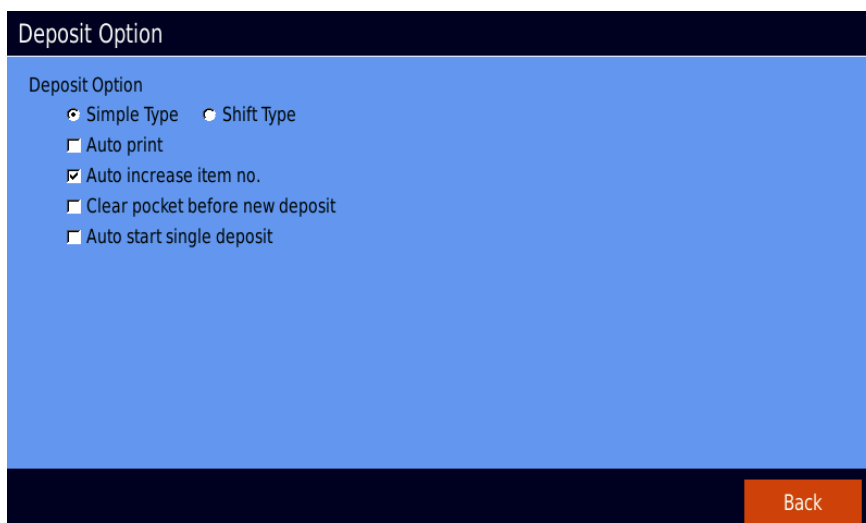 Deposit Option
Deposit Option
Simple Type Shift Type
Auto print
Auto increase item no.
Clear pocket before new deposit
Auto start single deposit
Back